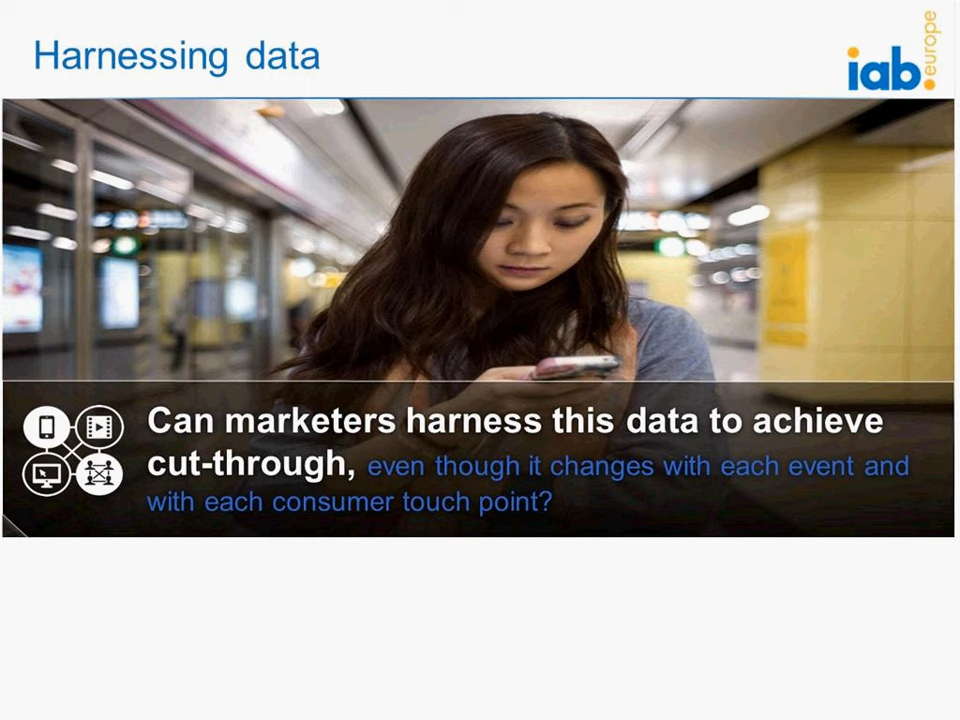 Harnessing data
iab europe
Can marketers harness this data to achieve
cut-through, even though it changes with each event and
with each consumer touch point?